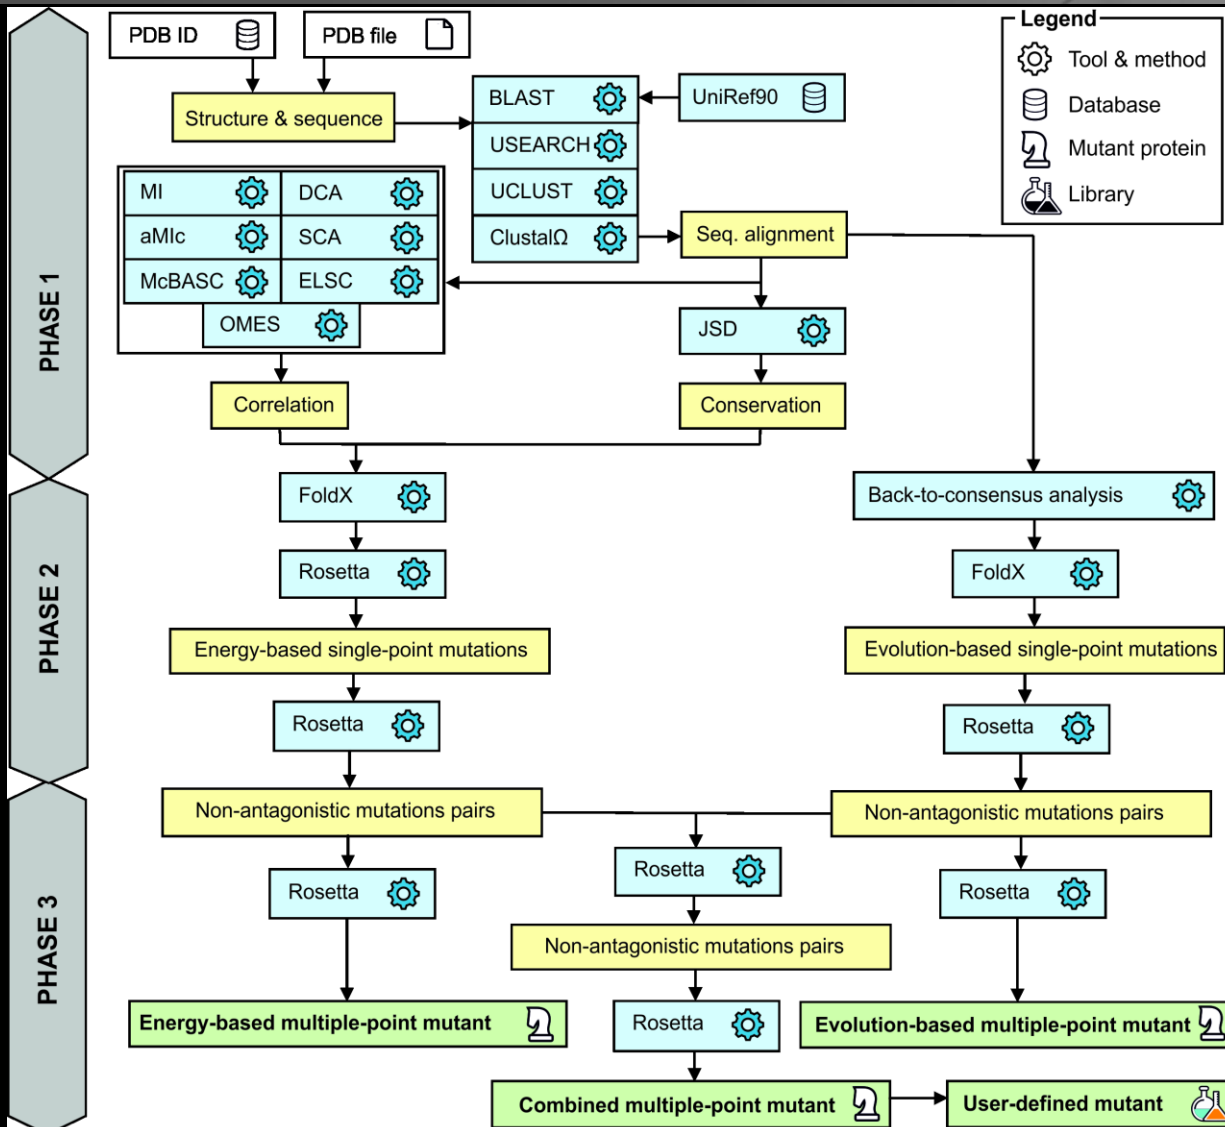 PDB ID
PDB file
Legend
Tool & method
Database
Mutant protein
Library
Structure & sequence
BLAST
UniRef90
USEARCH
UCLUST
ClustalΩ
Seq. alignment
MI
DCA
aMIc
SCA
McBASC
ELSC
OMES
JSD
Correlation
Conservation
PHASE 1
FoldX
Back-to-consensus analysis
Rosetta
FoldX
Energy-based single-point mutations
Evolution-based single-point mutations
Rosetta
Rosetta
PHASE 2
Non-antagonistic mutations pairs
Non-antagonistic mutations pairs
Rosetta
Rosetta
Rosetta
Non-antagonistic mutations pairs
PHASE 3
Energy-based multiple-point mutant
Rosetta
Evolution-based multiple-point mutant
Combined multiple-point mutant
User-defined mutant